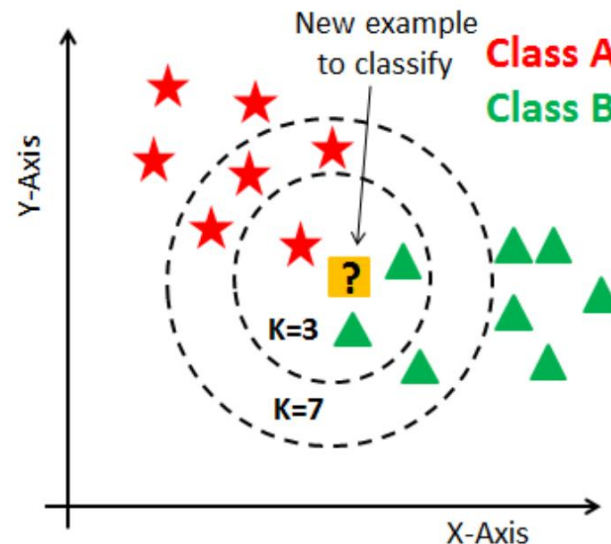 New example
to classify
Class A
Class B
Y-Axis
?
K=3
K=7
X-Axis